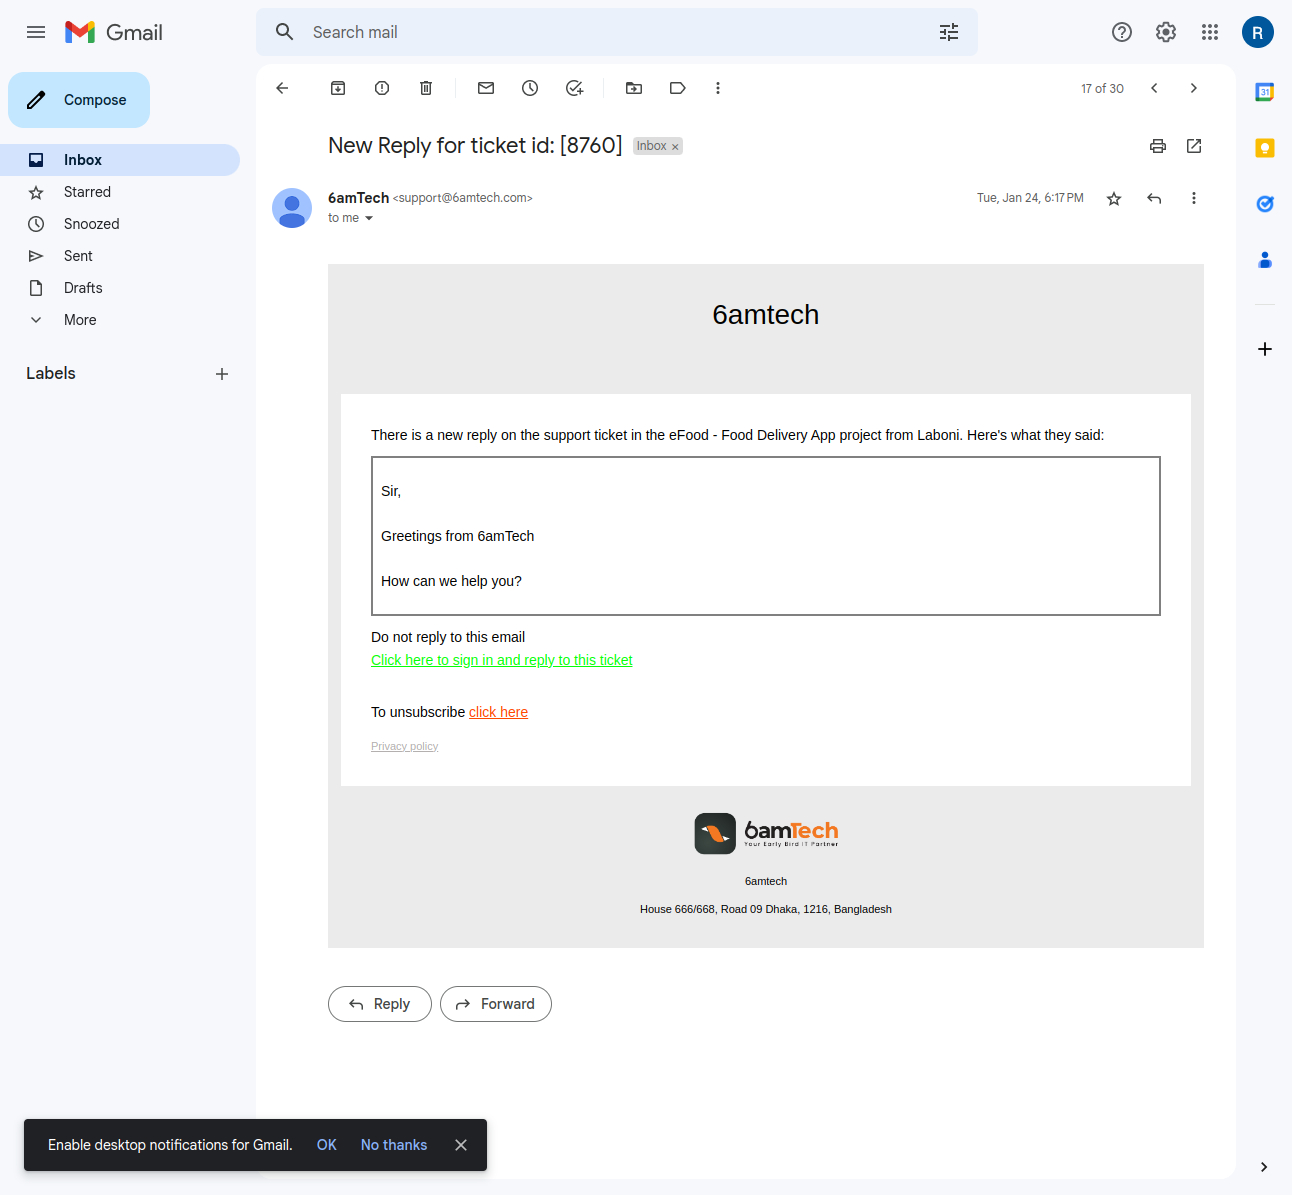 Gmail
Search mail
R
Compose
17 of 30
31
Inbox
Starred
Snoozed
Sent
Drafts
More
Labels
New Reply for ticket id: [8760] Inbox ×
6amTech <support@6amtech.com>
Tue, Jan 24, 6:17 PM
to me
6amtech
There is a new reply on the support ticket in the eFood - Food Delivery App project from Laboni. Here's what they said:
Sir,
Greetings from 6amTech
How can we help you?
Do not reply to this email
Click here to sign in and reply to this ticket
To unsubscribe click here
Privacy policy
6amTech
Your Early Bird IT Partner
6amtech
House 666/668, Road 09 Dhaka, 1216, Bangladesh
Reply
Forward
Enable desktop notifications for Gmail. OK No thanks